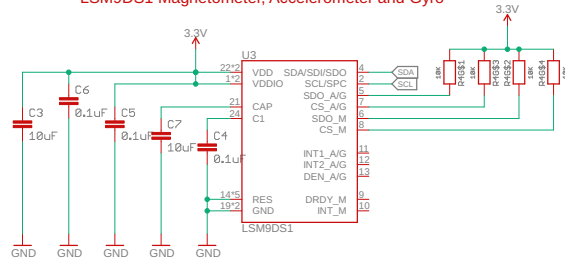 LSM9DS1 Magnetometer, Accelerometer and Gyro
3.3V
3.3V
U3
22*2 VDD SDA/SDI/SDO 4 SDA
1*2 VDDIO SCL/SPC 2 SCL
SDO_A/G 5
21 CAP CS_A/G 7
24 C1 SDO_M 6
CS_M 8
INT1_A/G 11
INT2_A/G 12
DEN_A/G 13
14*5 RES DRDY_M 9
19*2 GND INT_M 10
LSM9DS1
C3
10uF
C6
0.1uF
C5
0.1uF
C7
10uF
C4
0.1uF
10K R4G$1
10K R4G$3
10K R4G$2
10K R4G$4
GND GND GND GND GND